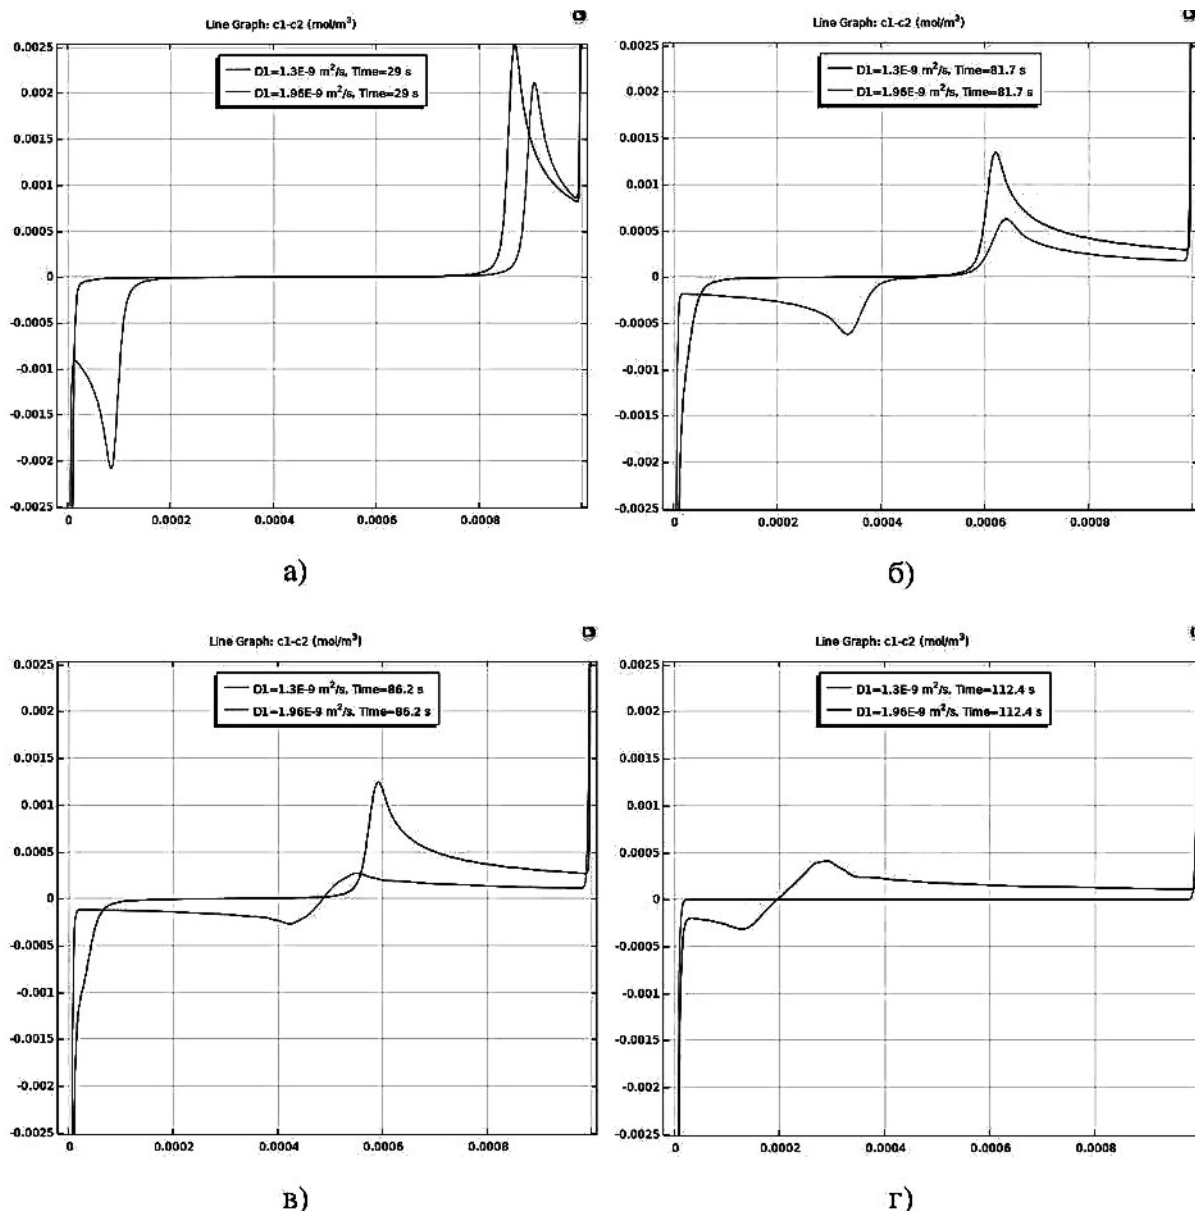 Line Graph: c1-c2 (mol/m³)
D1=1.3E-9 m²/s, Time=29 s
D1=1.96E-9 m²/s, Time=29 s
0.0025
0.002
0.0015
0.001
0.0005
0
-0.0005
-0.001
-0.0015
-0.002
-0.0025
0 0.0002 0.0004 0.0006 0.0008
а)
Line Graph: c1-c2 (mol/m³)
D1=1.3E-9 m²/s, Time=81.7 s
D1=1.96E-9 m²/s, Time=81.7 s
0.0025
0.002
0.0015
0.001
0.0005
0
-0.0005
-0.001
-0.0015
-0.002
-0.0025
0 0.0002 0.0004 0.0006 0.0008
б)
Line Graph: c1-c2 (mol/m³)
D1=1.3E-9 m²/s, Time=86.2 s
D1=1.96E-9 m²/s, Time=86.2 s
0.0025
0.002
0.0015
0.001
0.0005
0
-0.0005
-0.001
-0.0015
-0.002
-0.0025
0 0.0002 0.0004 0.0006 0.0008
в)
Line Graph: c1-c2 (mol/m³)
D1=1.3E-9 m²/s, Time=112.4 s
D1=1.96E-9 m²/s, Time=112.4 s
0.0025
0.002
0.0015
0.001
0.0005
0
-0.0005
-0.001
-0.0015
-0.002
-0.0025
0 0.0002 0.0004 0.0006 0.0008
г)